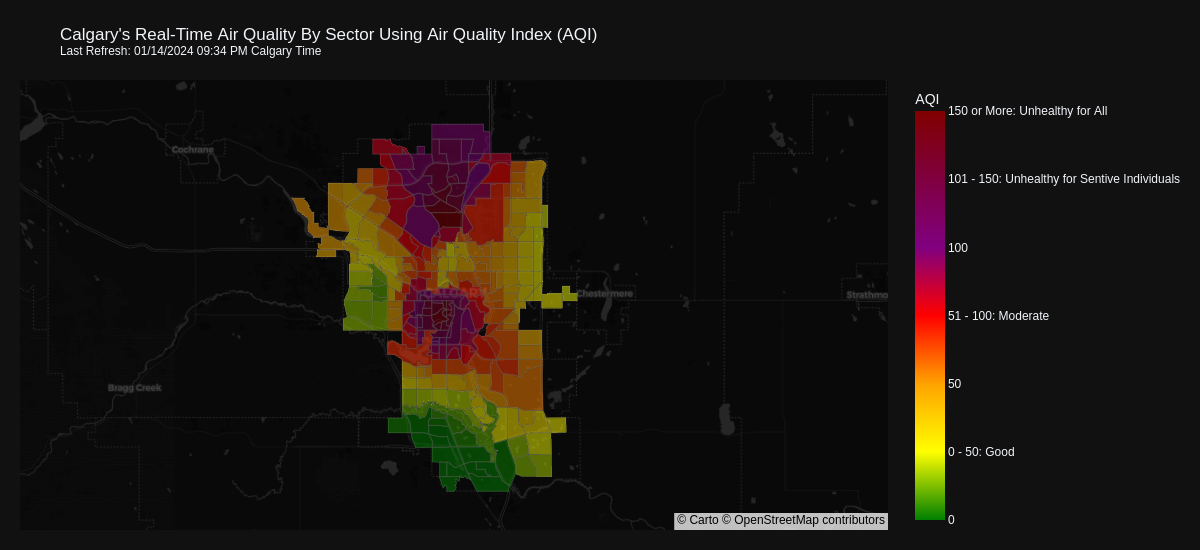 Calgary's Real-Time Air Quality By Sector Using Air Quality Index (AQI)
Last Refresh: 01/14/2024 09:34 PM Calgary Time
AQI
150 or More: Unhealthy for All
Cochrane
101 - 150: Unhealthy for Sentive Individuals
100
CALGARY
Chestermere
Strathmo
51 - 100: Moderate
Bragg Creek
50
0 - 50: Good
© Carto © OpenStreetMap contributors
0